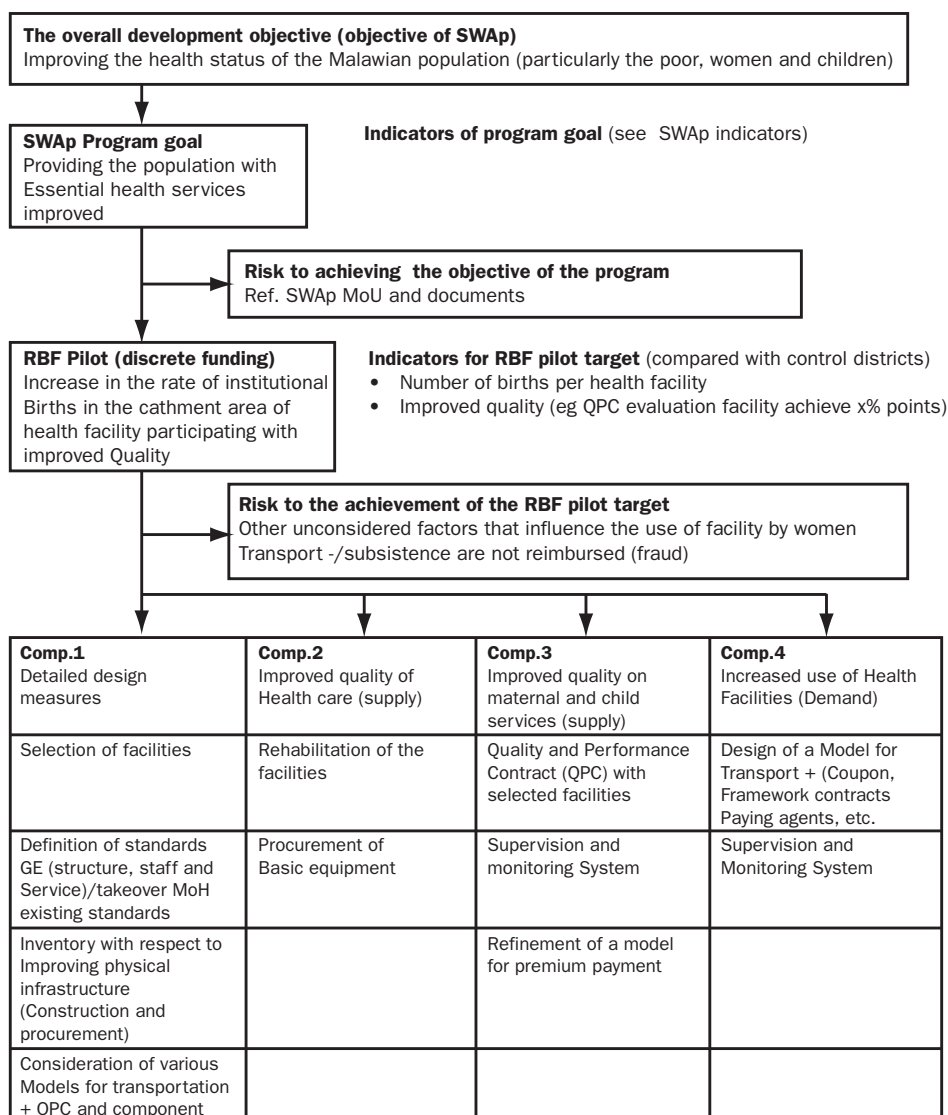 The overall development objective (objective of SWAp)
Improving the health status of the Malawian population (particularly the poor, women and children)
SWAp Program goal
Providing the population with
Essential health services
improved
Indicators of program goal (see SWAp indicators)
Risk to achieving the objective of the program
Ref. SWAp MoU and documents
RBF Pilot (discrete funding)
Increase in the rate of institutional
Births in the cathment area of
health facility participating with
improved Quality
Indicators for RBF pilot target (compared with control districts)
• Number of births per health facility
• Improved quality (eg QPC evaluation facility achieve x% points)
Risk to the achievement of the RBF pilot target
Other unconsidered factors that influence the use of facility by women
Transport -/subsistence are not reimbursed (fraud)
Comp.1
Detailed design
measures
Comp.2
Improved quality of
Health care (supply)
Comp.3
Improved quality on
maternal and child
services (supply)
Comp.4
Increased use of Health
Facilities (Demand)
Selection of facilities
Rehabilitation of the
facilities
Quality and Performance
Contract (QPC) with
selected facilities
Design of a Model for
Transport + (Coupon,
Framework contracts
Paying agents, etc.
Definition of standards
GE (structure, staff and
Service)/takeover MoH
existing standards
Procurement of
Basic equipment
Supervision and
monitoring System
Supervision and
Monitoring System
Inventory with respect to
Improving physical
infrastructure
(Construction and
procurement)
Refinement of a model
for premium payment
Consideration of various
Models for transportation
+ QPC and component